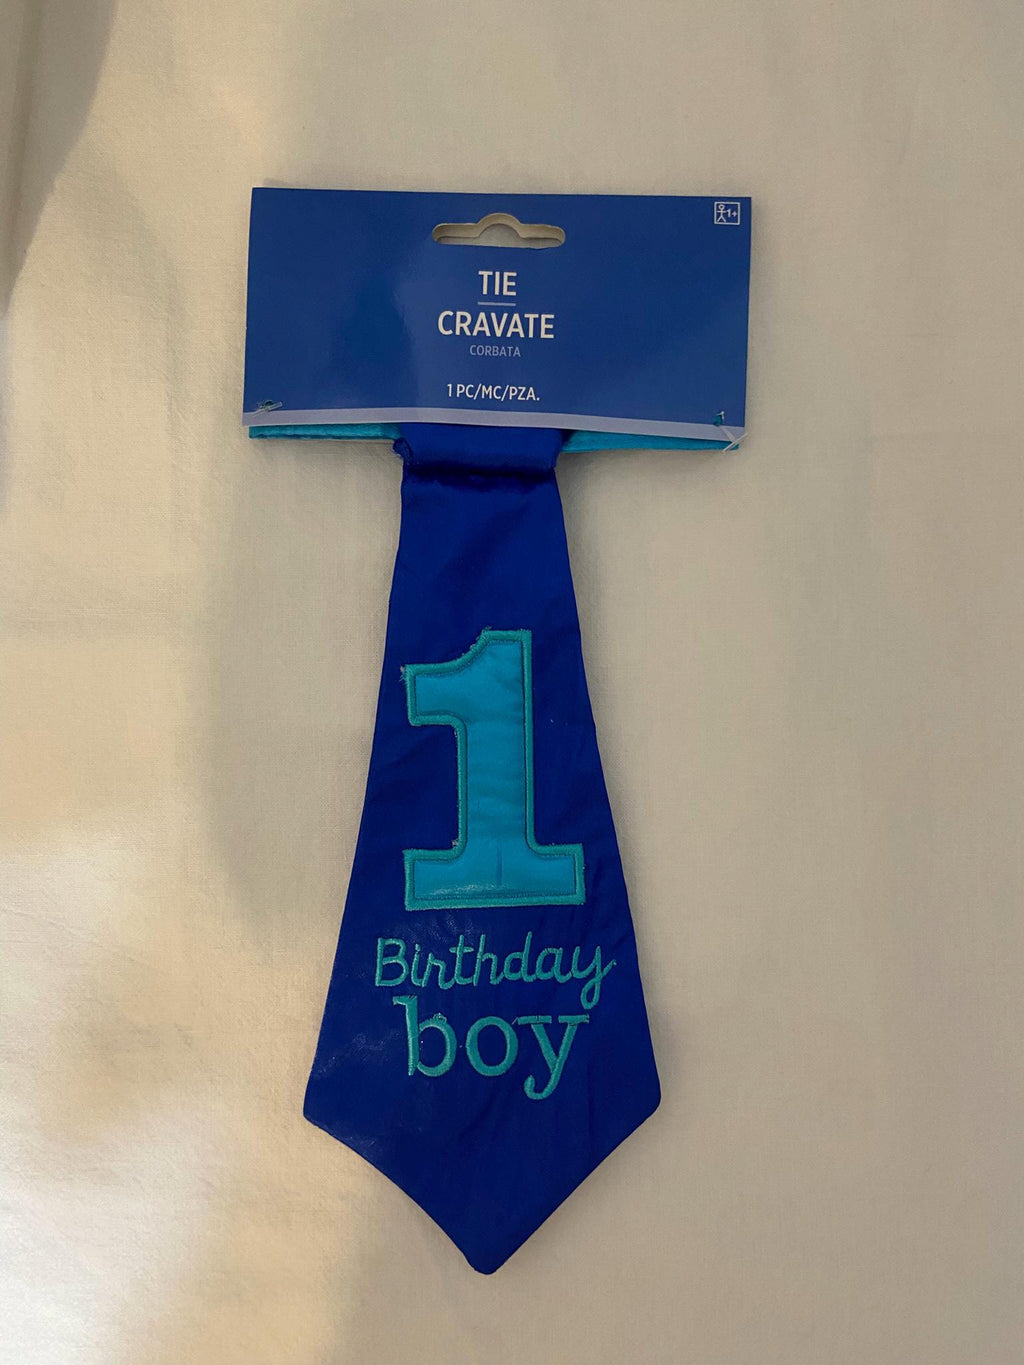 1+
TIE
CRAVATE
CORBATA
1 PC/MC/PZA.
1
Birthday
boy